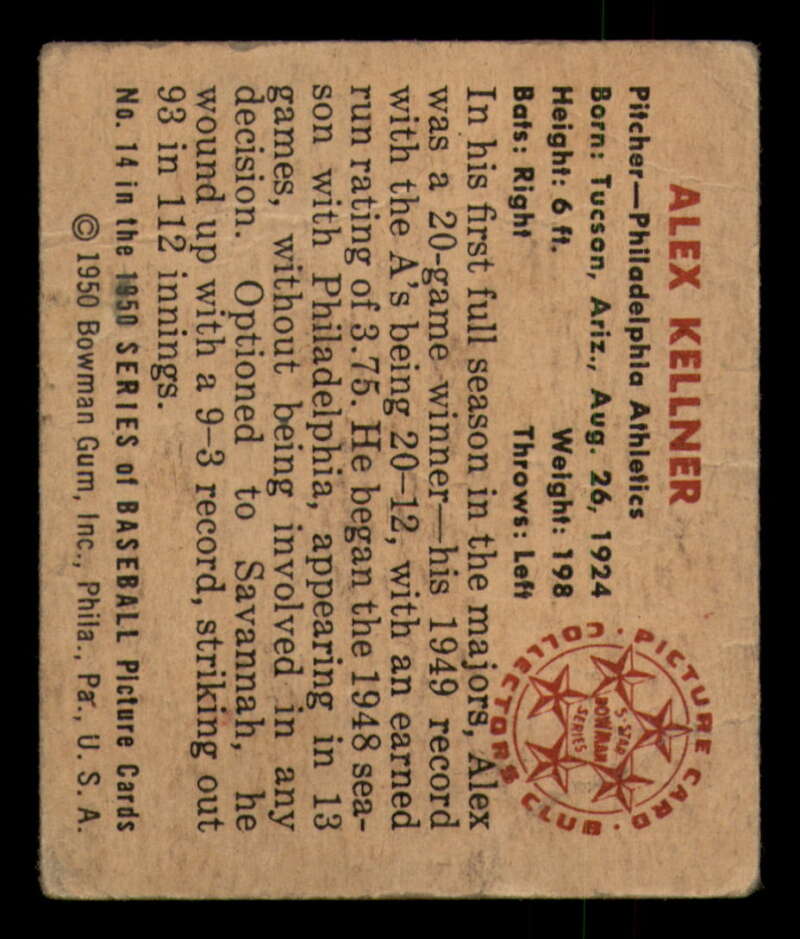 ALEX KELLNER
Pitcher—Philadelphia Athletics
Born: Tucson, Ariz., Aug. 26, 1924
Height: 6 ft. Weight: 198
Bats: Right Throws: Left
In his first full season in the majors, Alex
was a 20-game winner—his 1949 record
with the A's being 20-12, with an earned
run rating of 3.75. He began the 1948 sea-
son with Philadelphia, appearing in 13
games, without being involved in any
decision. Optioned to Savannah, he
wound up with a 9-3 record, striking out
93 in 112 innings.
No. 14 in the 1950 SERIES of BASEBALL Picture Cards
© 1950 Bowman Gum, Inc., Phila., Pa., U. S. A.
PICTURE CARD
COLLECTORS CLUB
5-STAR
BOWMAN
SERIES